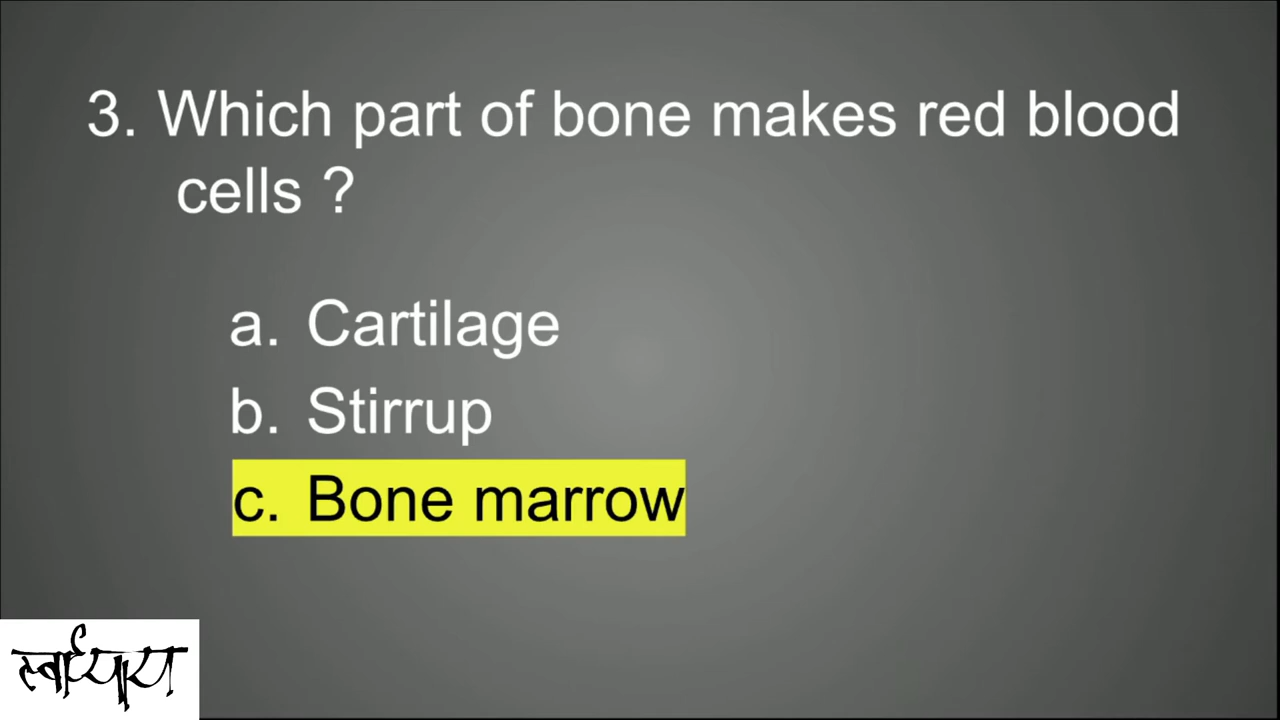 3. Which part of bone makes red blood
cells ?
a. Cartilage
b. Stirrup
c. Bone marrow
स्वाध्याय